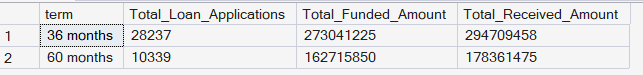 term Total_Loan_Applications Total_Funded_Amount Total_Received_Amount
1 36 months 28237 273041225 294709458
2 60 months 10339 162715850 178361475